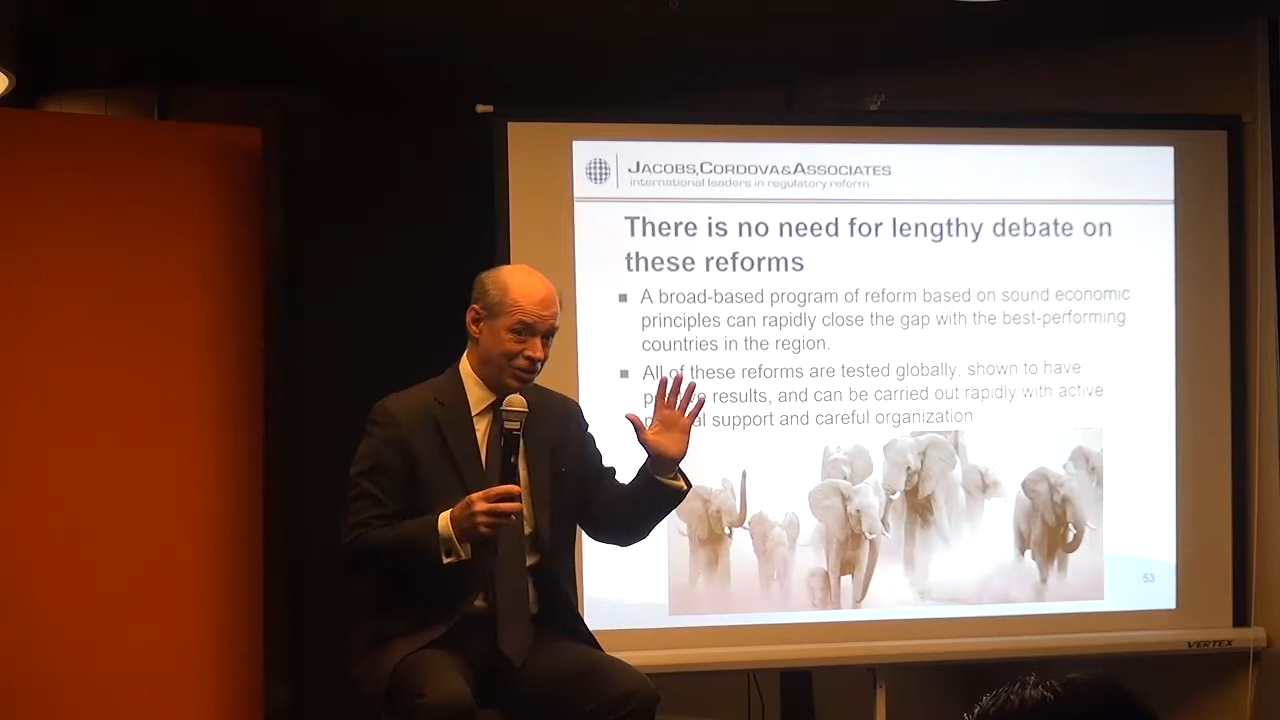 JACOBS, CORDOVA & ASSOCIATES
international leaders in regulatory reform
There is no need for lengthy debate on
these reforms
A broad-based program of reform based on sound economic
principles can rapidly close the gap with the best-performing
countries in the region.
All of these reforms are tested globally, shown to have
results, and can be carried out rapidly with active
support and careful organization
53
VERTEX